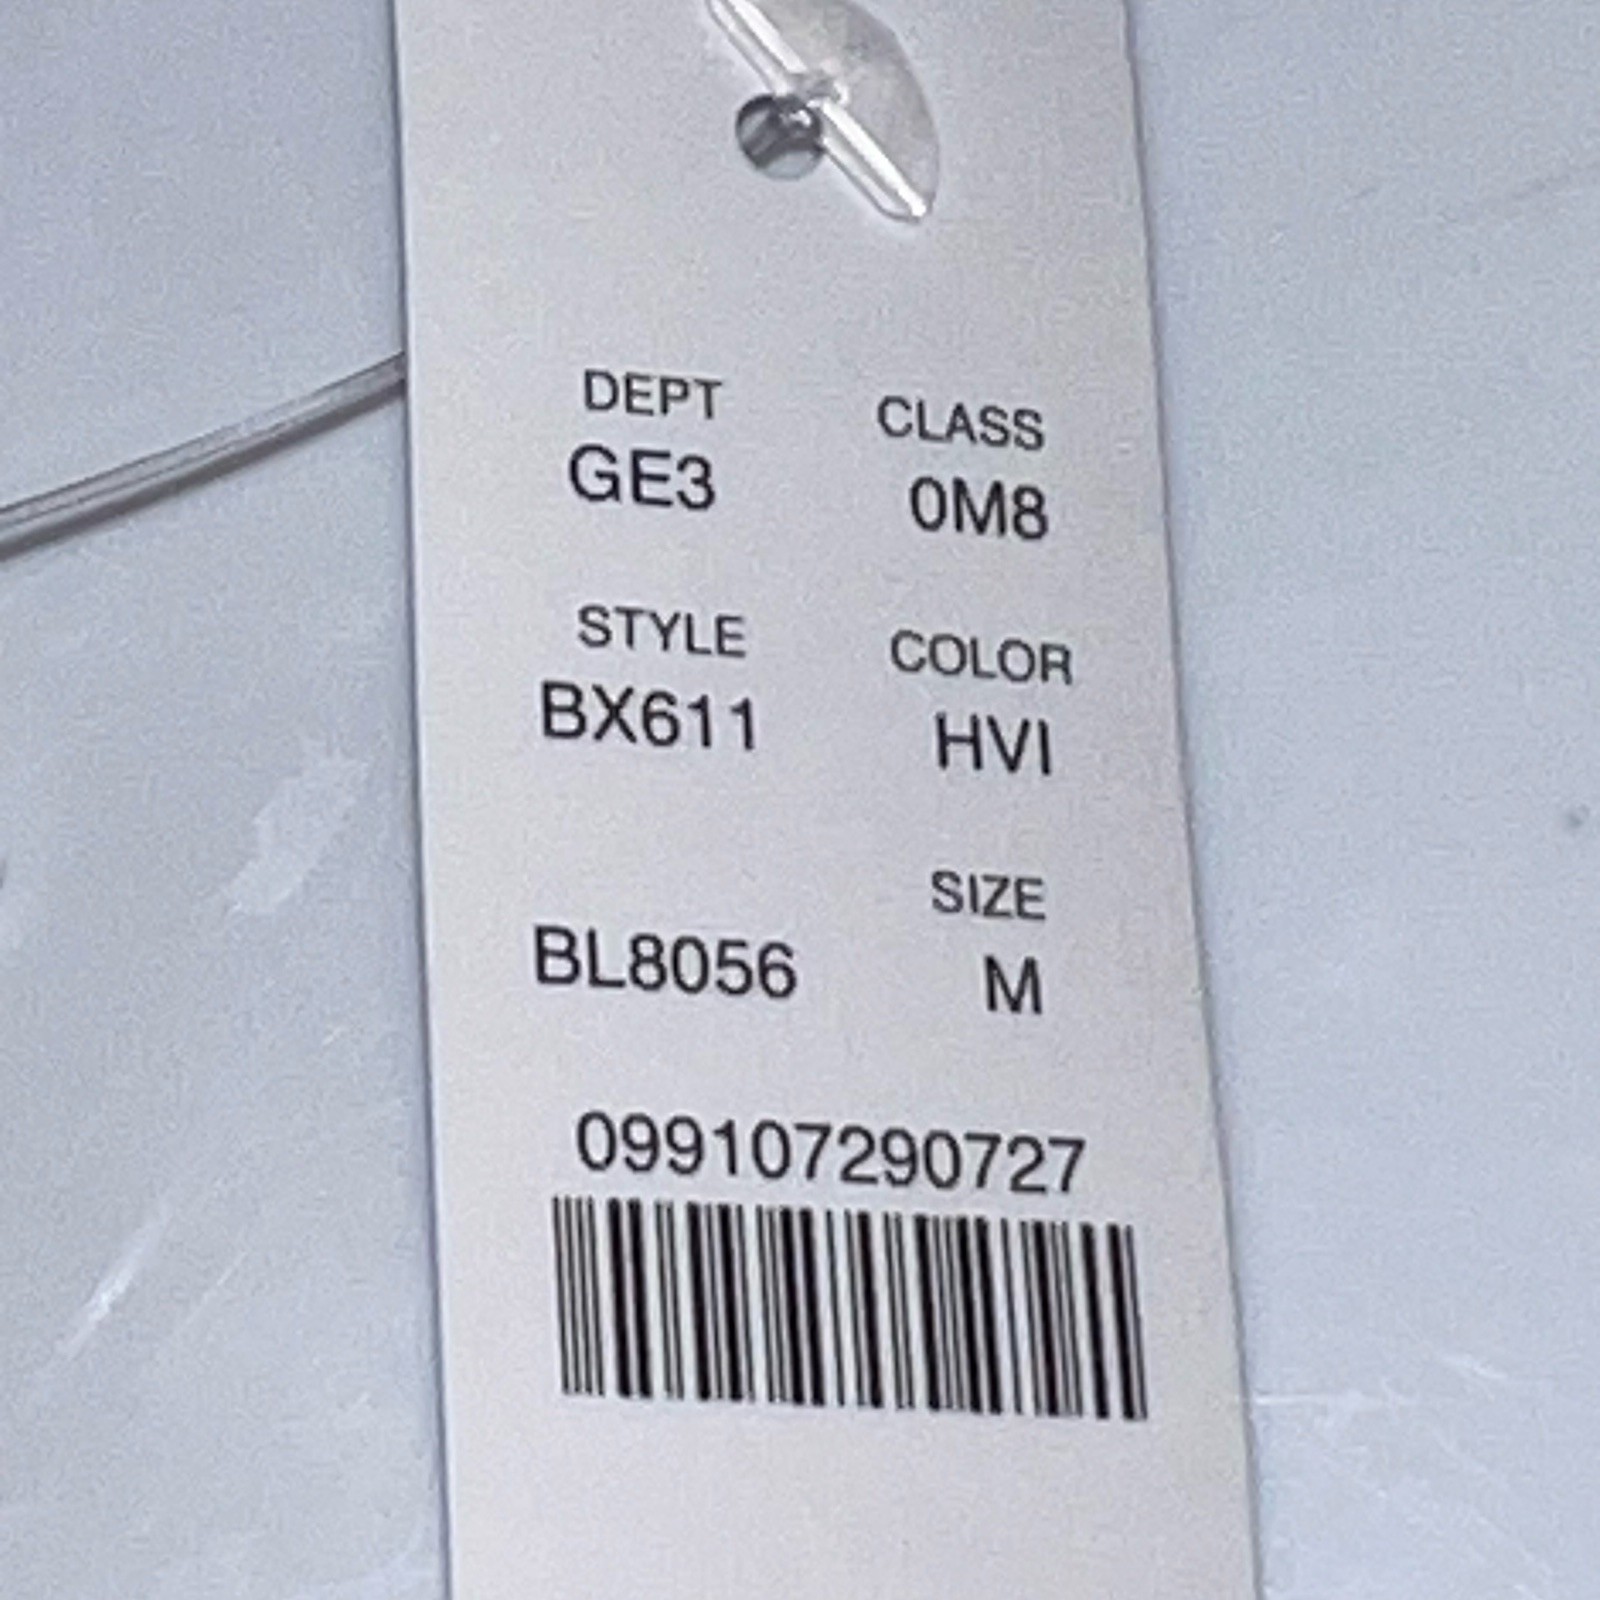 DEPT CLASS
GE3 0M8
STYLE COLOR
BX611 HVI
SIZE
BL8056 M
099107290727